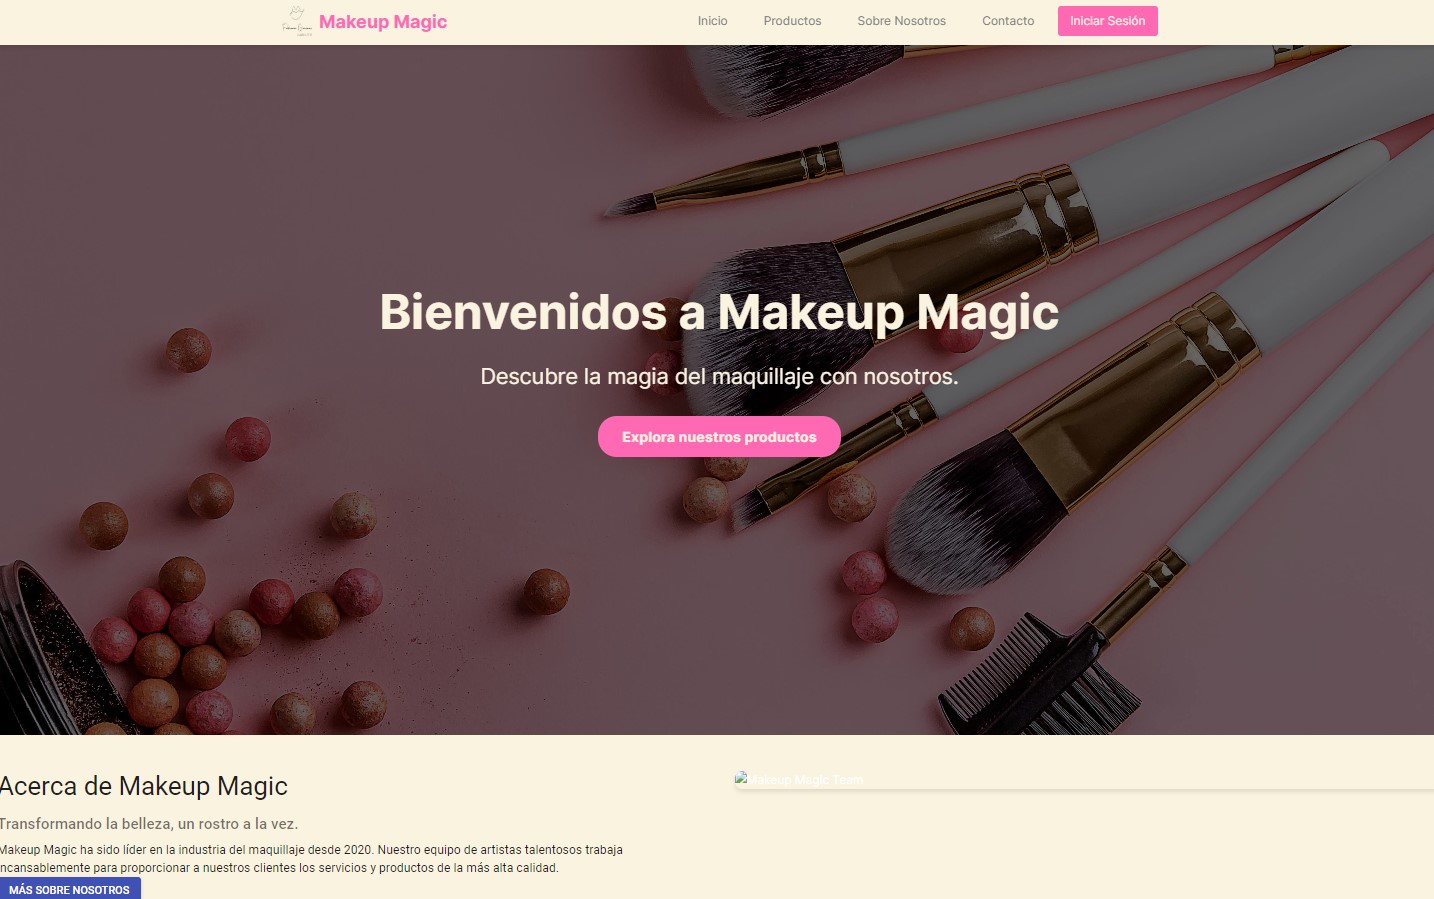 Makeup Magic
Inicio Productos Sobre Nosotros Contacto Iniciar Sesión
Bienvenidos a Makeup Magic
Descubre la magia del maquillaje con nosotros.
Explora nuestros productos
Acerca de Makeup Magic
Transformando la belleza, un rostro a la vez.
Makeup Magic ha sido líder en la industria del maquillaje desde 2020. Nuestro equipo de artistas talentosos trabaja
ncansablemente para proporcionar a nuestros clientes los servicios y productos de la más alta calidad.
MÁS SOBRE NOSOTROS
Makeup Magic Team